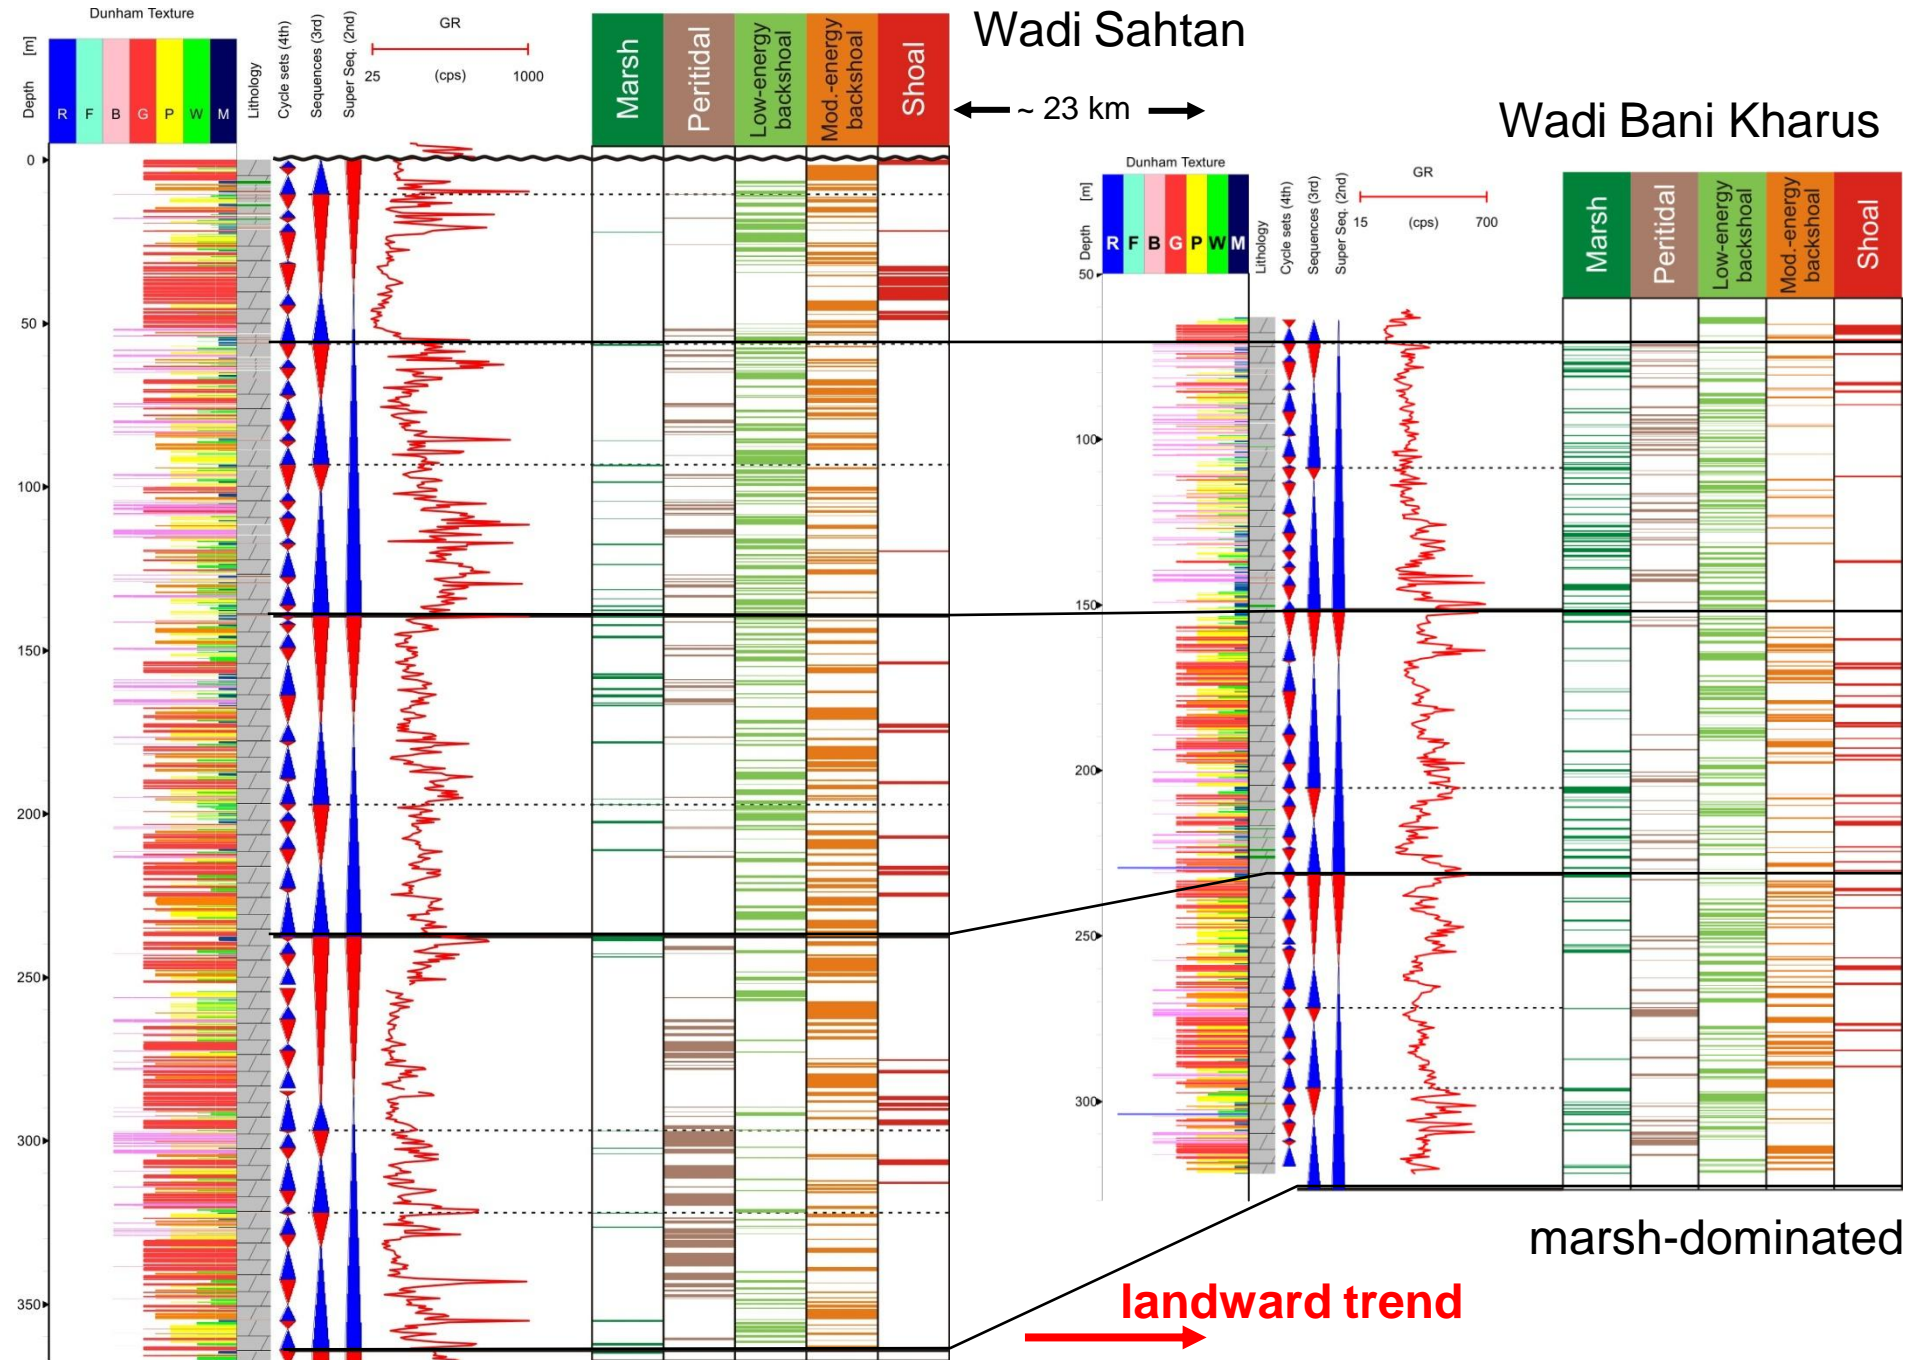 Wadi Sahtan
Dunham Texture
Depth [m]
R F B G P W M
Lithology
Cycle sets (4th)
Sequences (3rd)
Super Seq. (2nd)
GR
25 (cps) 1000
Marsh
Peritidal
Low-energy
backshoal
Mod.-energy
backshoal
Shoal
0
50
100
150
200
250
300
350
~ 23 km
Wadi Bani Kharus
Dunham Texture
Depth [m]
R F B G P W M
Lithology
Cycle sets (4th)
Sequences (3rd)
Super Seq. (2nd)
GR
15 (cps) 700
Marsh
Peritidal
Low-energy
backshoal
Mod.-energy
backshoal
Shoal
50
100
150
200
250
300
marsh-dominated
landward trend